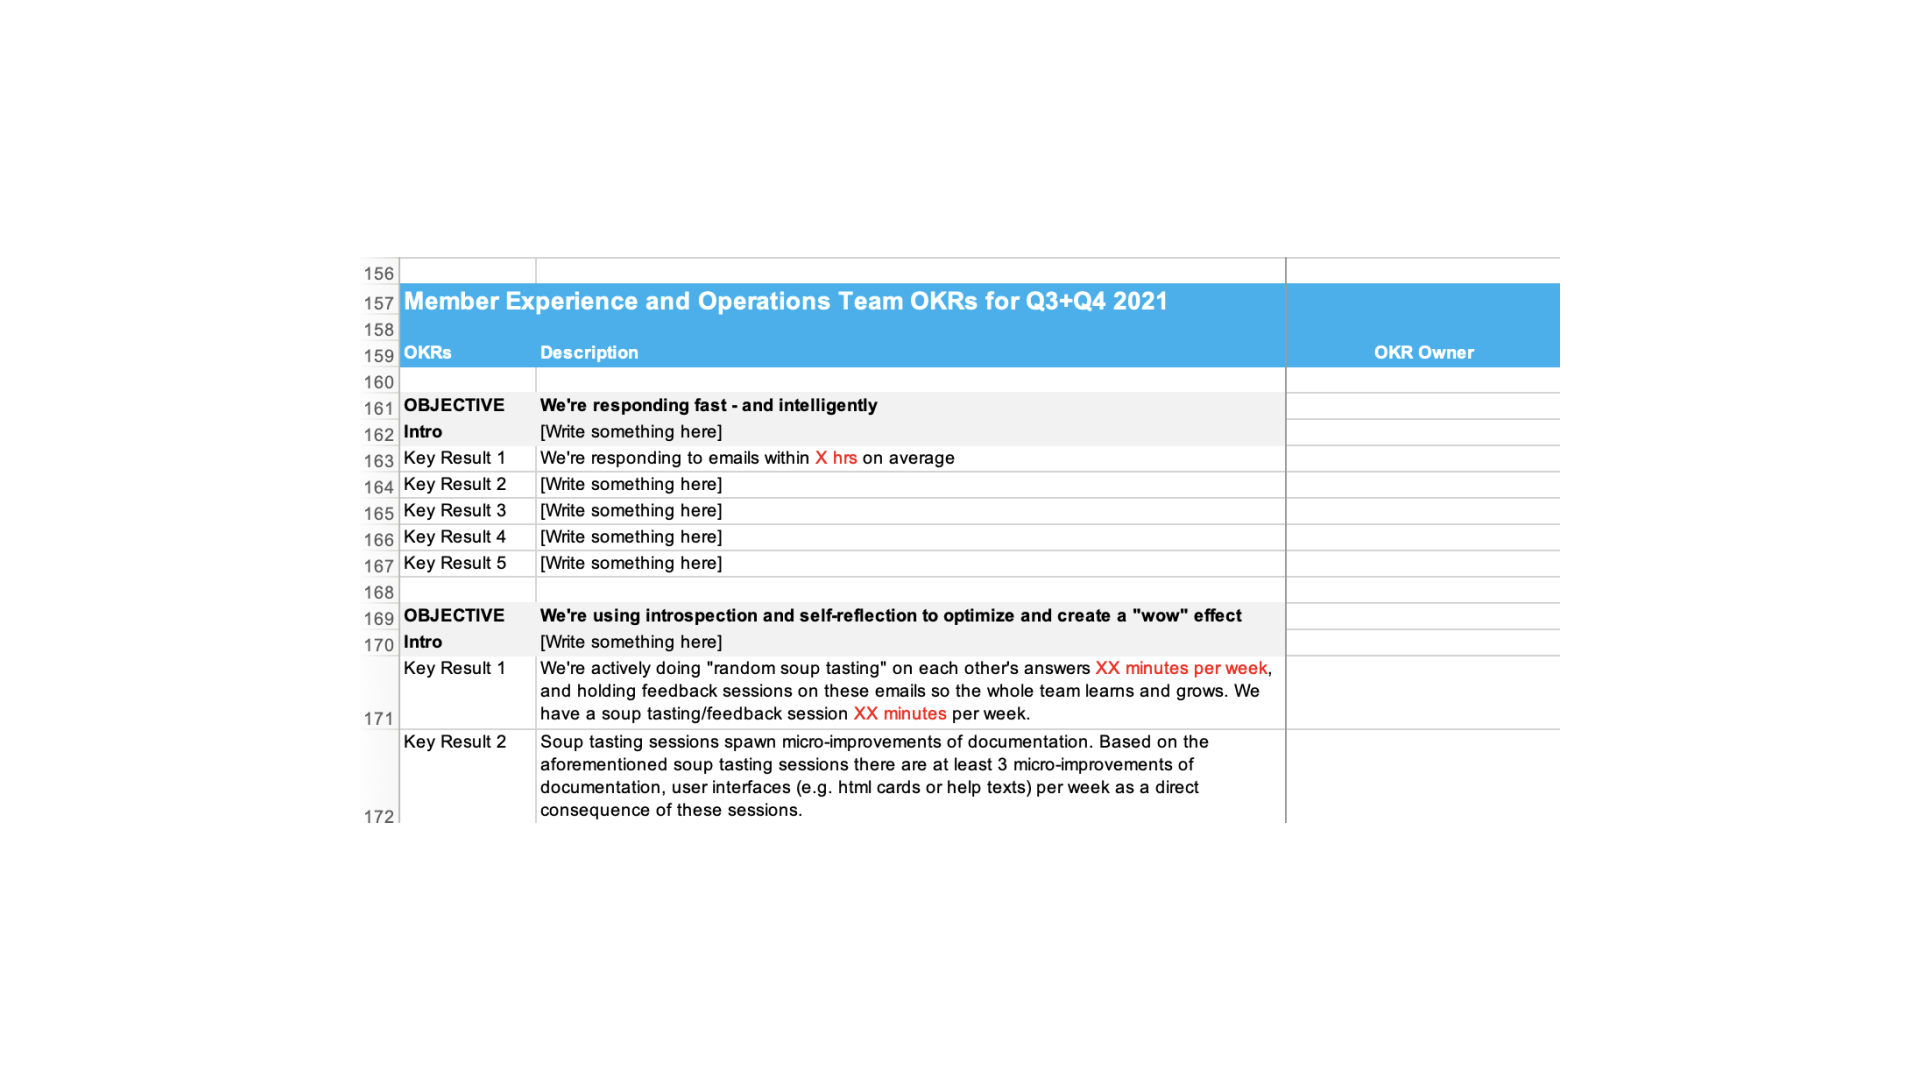 156
157 Member Experience and Operations Team OKRs for Q3+Q4 2021
158
159 OKRs Description OKR Owner
160
161 OBJECTIVE We're responding fast - and intelligently
162 Intro [Write something here]
163 Key Result 1 We're responding to emails within X hrs on average
164 Key Result 2 [Write something here]
165 Key Result 3 [Write something here]
166 Key Result 4 [Write something here]
167 Key Result 5 [Write something here]
168
169 OBJECTIVE We're using introspection and self-reflection to optimize and create a "wow" effect
170 Intro [Write something here]
Key Result 1 We're actively doing "random soup tasting" on each other's answers XX minutes per week,
and holding feedback sessions on these emails so the whole team learns and grows. We
171 have a soup tasting/feedback session XX minutes per week.
Key Result 2 Soup tasting sessions spawn micro-improvements of documentation. Based on the
aforementioned soup tasting sessions there are at least 3 micro-improvements of
documentation, user interfaces (e.g. html cards or help texts) per week as a direct
172 consequence of these sessions.